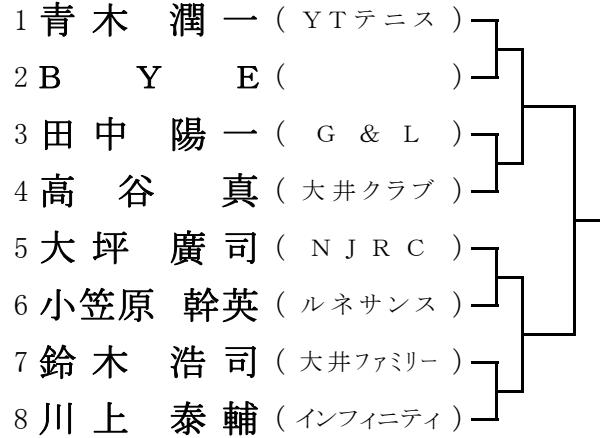 1 青木 潤一 ( YTテニス )
2 B Y E ( )
3 田中 陽一 ( G & L )
4 高谷 真 ( 大井クラブ )
5 大坪 廣司 ( NJRC )
6 小笠原 幹英 ( ルネサンス )
7 鈴木 浩司 ( 大井ファミリー )
8 川上 泰輔 ( インフィニティ )